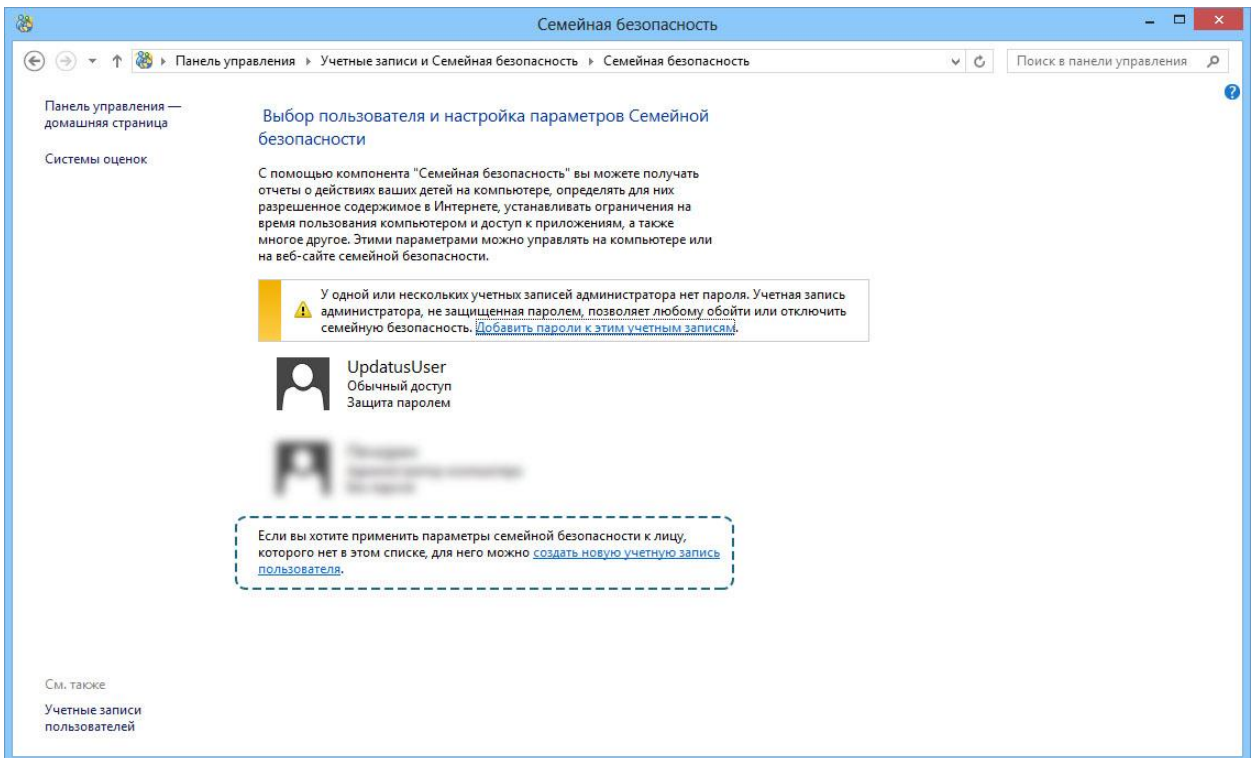 Семейная безопасность
Панель управления ▸ Учетные записи и Семейная безопасность ▸ Семейная безопасность
Поиск в панели управления
Панель управления —
домашняя страница
Системы оценок
Выбор пользователя и настройка параметров Семейной
безопасности
С помощью компонента "Семейная безопасность" вы можете получать
отчеты о действиях ваших детей на компьютере, определять для них
разрешенное содержимое в Интернете, устанавливать ограничения на
время пользования компьютером и доступ к приложениям, а также
многое другое. Этими параметрами можно управлять на компьютере или
на веб-сайте семейной безопасности.
У одной или нескольких учетных записей администратора нет пароля. Учетная запись
администратора, не защищенная паролем, позволяет любому обойти или отключить
семейную безопасность. Добавить пароли к этим учетным записям.
UpdatusUser
Обычный доступ
Защита паролем
Если вы хотите применить параметры семейной безопасности к лицу,
которого нет в этом списке, для него можно создать новую учетную запись
пользователя.
См. также
Учетные записи
пользователей